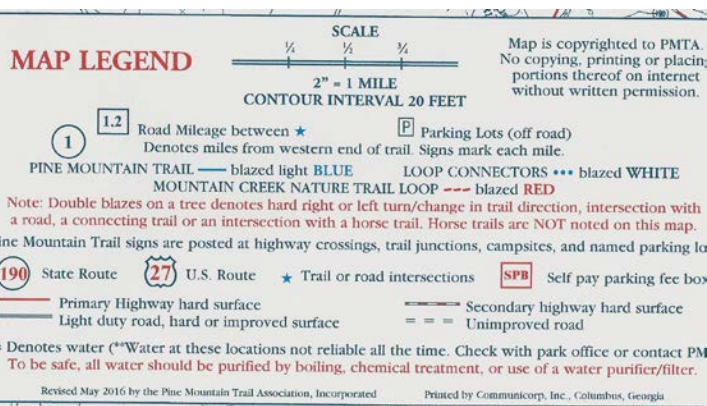 SCALE
MAP LEGEND
¼ ½ ¾
2" = 1 MILE
CONTOUR INTERVAL 20 FEET
Map is copyrighted to PMTA.
No copying, printing or placing
portions thereof on internet
without written permission.
1.2 Road Mileage between ★
P Parking Lots (off road)
1 Denotes miles from western end of trail. Signs mark each mile.
PINE MOUNTAIN TRAIL — blazed light BLUE LOOP CONNECTORS ••• blazed WHITE
MOUNTAIN CREEK NATURE TRAIL LOOP --- blazed RED
Note: Double blazes on a tree denotes hard right or left turn/change in trail direction, intersection with
a road, a connecting trail or an intersection with a horse trail. Horse trails are NOT noted on this map.
ine Mountain Trail signs are posted at highway crossings, trail junctions, campsites, and named parking lo
190 State Route 27 U.S. Route ★ Trail or road intersections SPB Self pay parking fee box
Primary Highway hard surface Secondary highway hard surface
Light duty road, hard or improved surface = = = Unimproved road
Denotes water (**Water at these locations not reliable all the time. Check with park office or contact PM
To be safe, all water should be purified by boiling, chemical treatment, or use of a water purifier/filter.
Revised May 2016 by the Pine Mountain Trail Association, Incorporated Printed by Communicorp, Inc., Columbus, Georgia